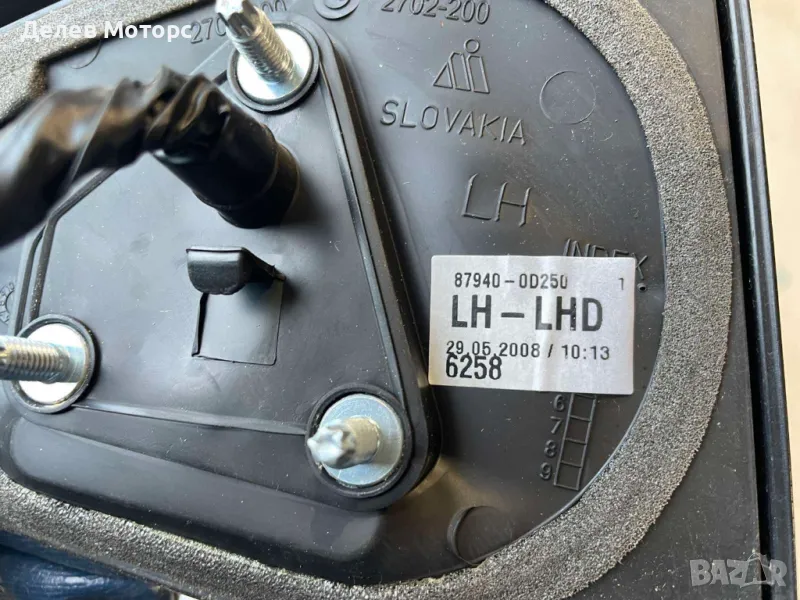 Делев Моторс
2702-200
SLOVAKIA
LH
INDEX
87940-0D250 1
LH-LHD
29.05.2008 / 10:13
6258
6
7
8
9
BAZAR